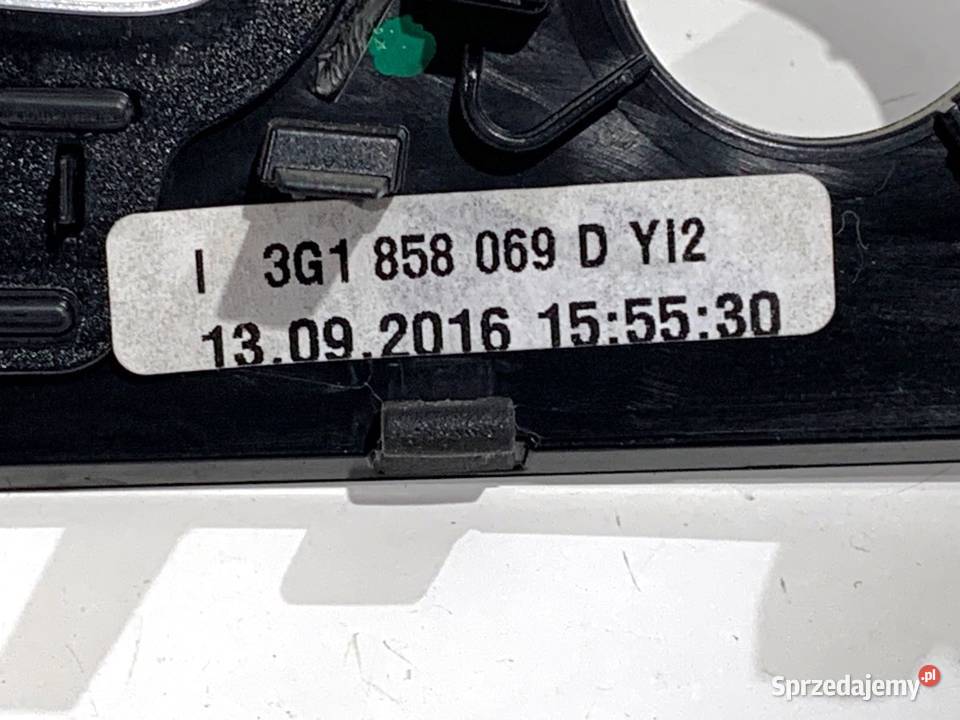 I 3G1 858 069 D YI2
13.09.2016 15:55:30
Sprzedajemy.pl